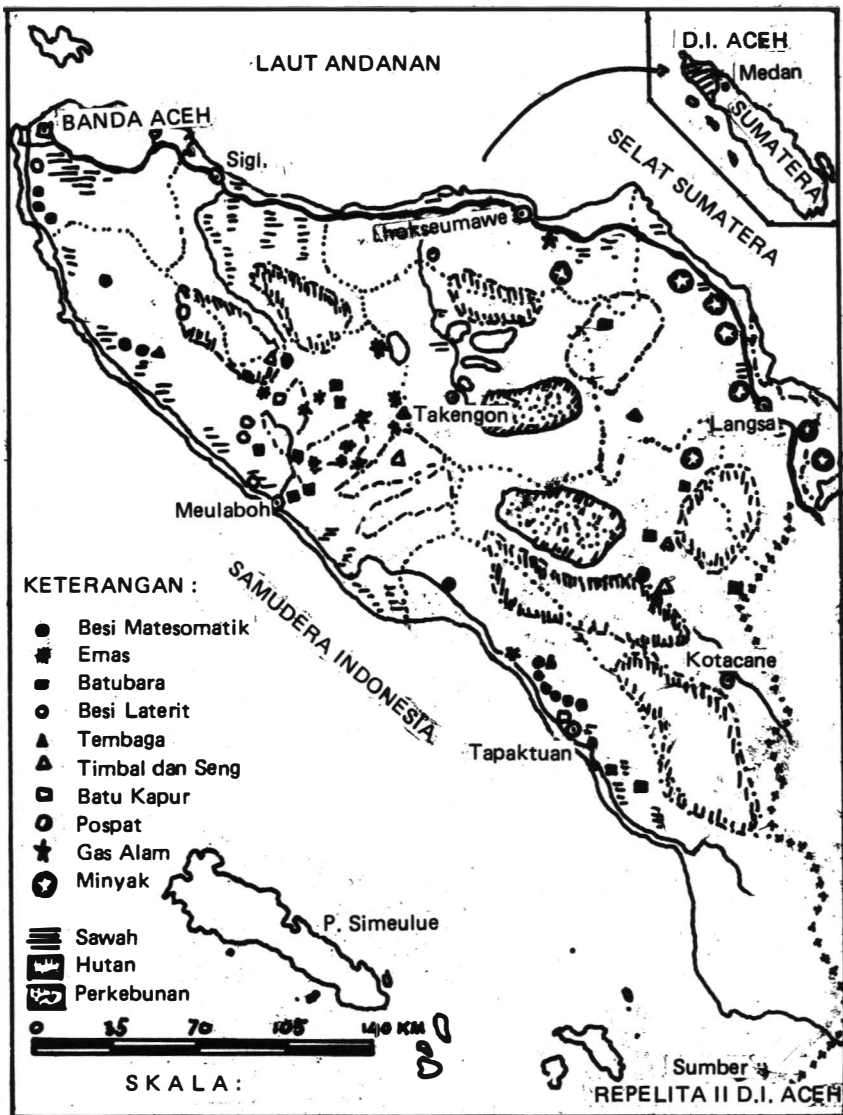 D.I. ACEH
LAUT ANDANAN
Medan
SUMATERA
BANDA ACEH
SELAT SUMATERA
Sigi.
Lhokseumawe
Takengon
Langsa
Meulaboh
KETERANGAN :
SAMUDERA INDONESIA
Besi Matesomatik
Emas
Batubara
Besi Laterit
Tembaga
Timbal dan Seng
Batu Kapur
Pospat
Gas Alam
Minyak
Kotacane
Tapaktuan
P. Simeulue
Sawah
Hutan
Perkebunan
0 35 70 105 140 KM
SKALA :
Sumber
REPELITA II D.I. ACEH